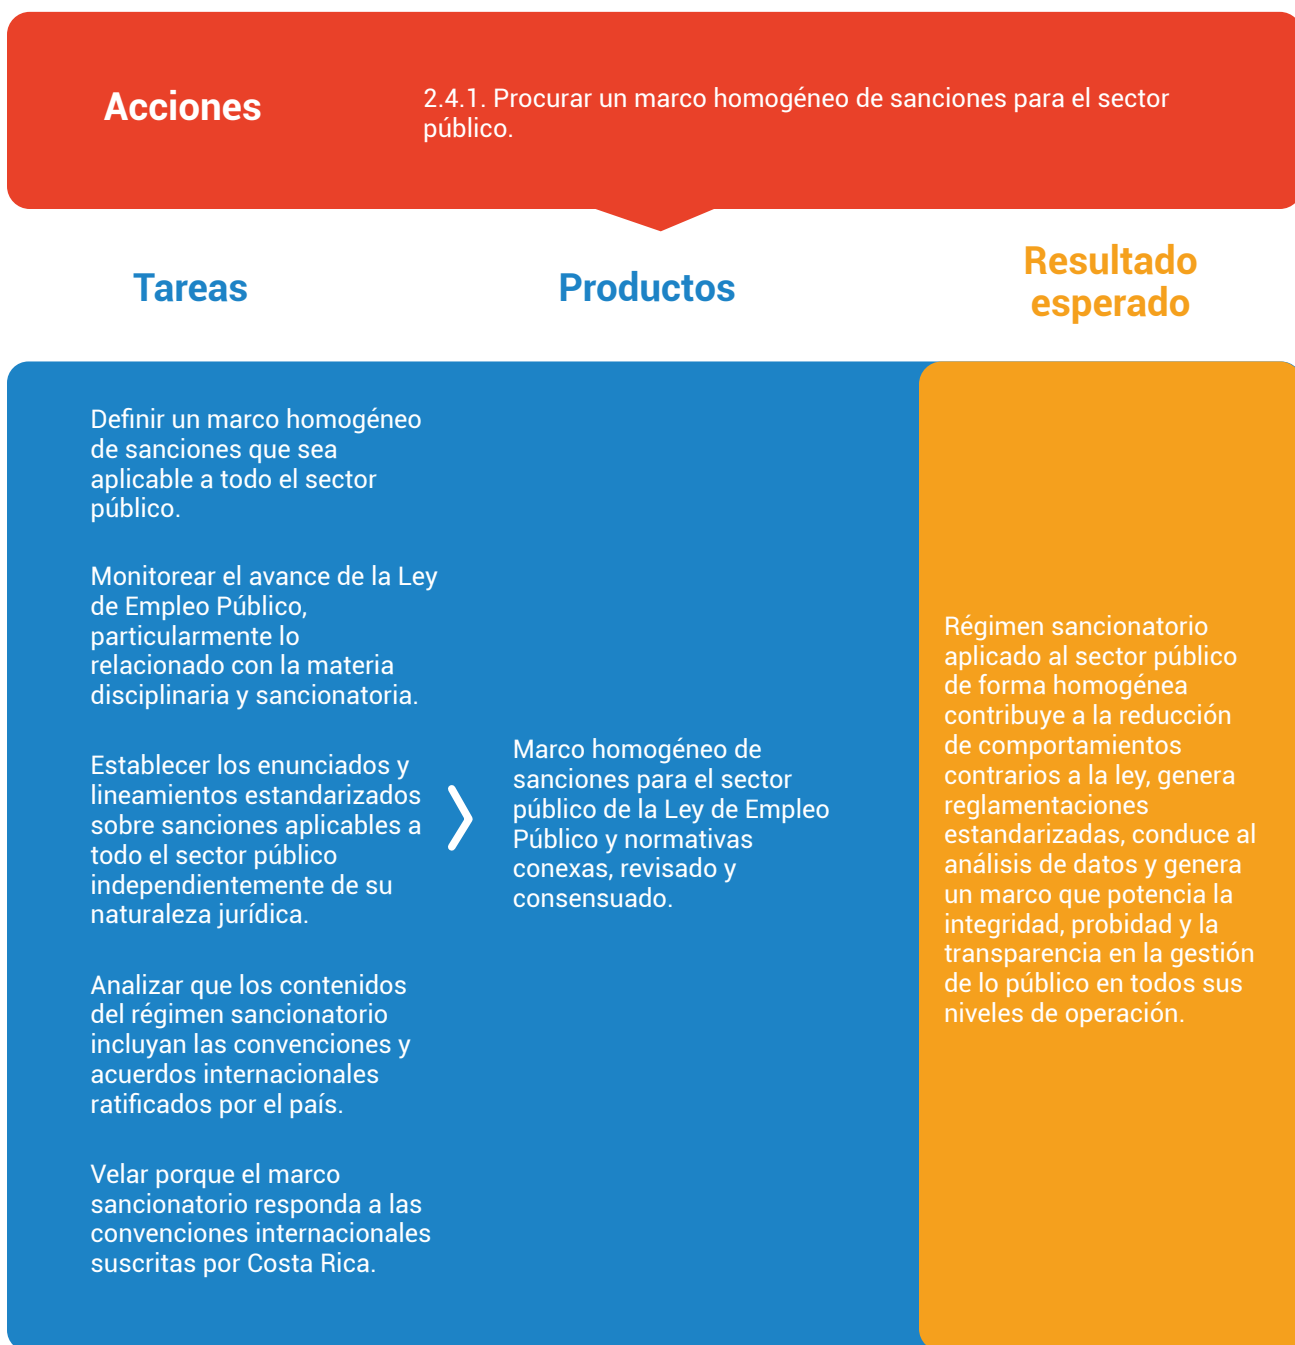 Acciones
2.4.1. Procurar un marco homogéneo de sanciones para el sector
público.
Tareas
Productos
Resultado
esperado
Definir un marco homogéneo
de sanciones que sea
aplicable a todo el sector
público.
Monitorear el avance de la Ley
de Empleo Público,
particularmente lo
relacionado con la materia
disciplinaria y sancionatoria.
Establecer los enunciados y
lineamientos estandarizados
sobre sanciones aplicables a
todo el sector público
independientemente de su
naturaleza jurídica.
Analizar que los contenidos
del régimen sancionatorio
incluyan las convenciones y
acuerdos internacionales
ratificados por el país.
Velar porque el marco
sancionatorio responda a las
convenciones internacionales
suscritas por Costa Rica.
Marco homogéneo de
sanciones para el sector
público de la Ley de Empleo
Público y normativas
conexas, revisado y
consensuado.
Régimen sancionatorio
aplicado al sector público
de forma homogénea
contribuye a la reducción
de comportamientos
contrarios a la ley, genera
reglamentaciones
estandarizadas, conduce al
análisis de datos y genera
un marco que potencia la
integridad, probidad y la
transparencia en la gestión
de lo público en todos sus
niveles de operación.